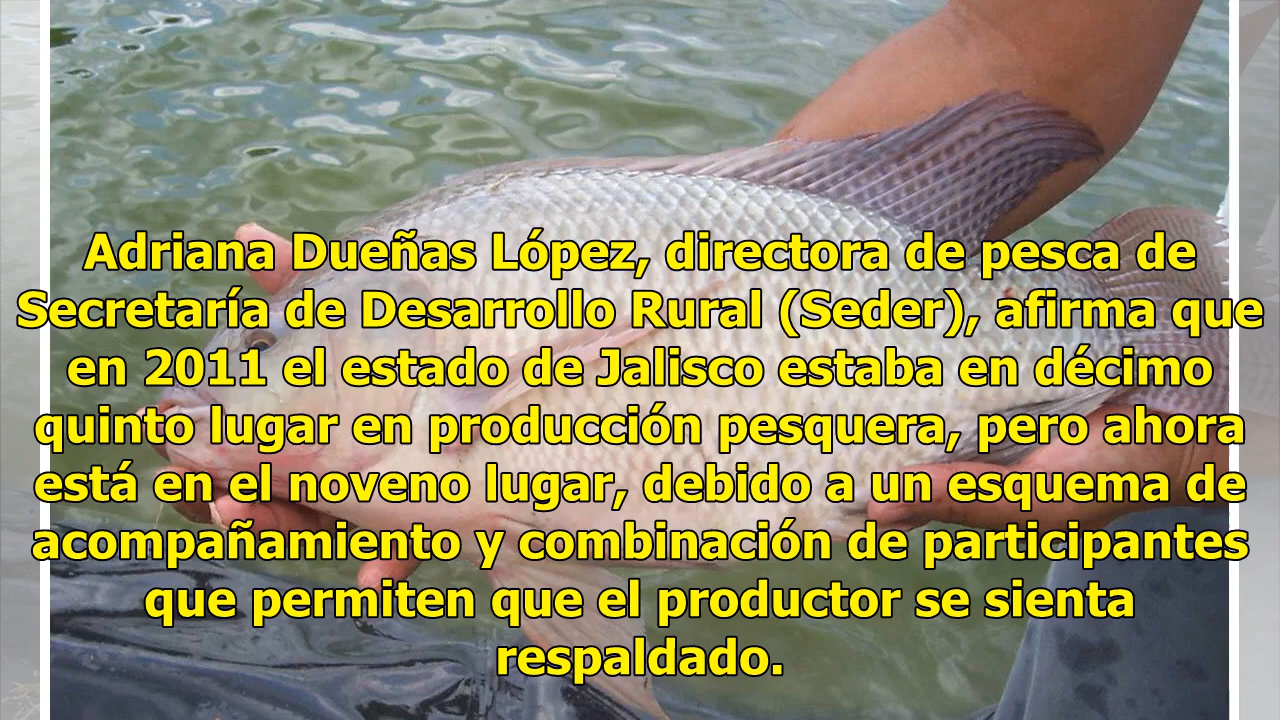 Adriana Dueñas López, directora de pesca de
Secretaría de Desarrollo Rural (Seder), afirma que
en 2011 el estado de Jalisco estaba en décimo
quinto lugar en producción pesquera, pero ahora
está en el noveno lugar, debido a un esquema de
acompañamiento y combinación de participantes
que permiten que el productor se sienta
respaldado.